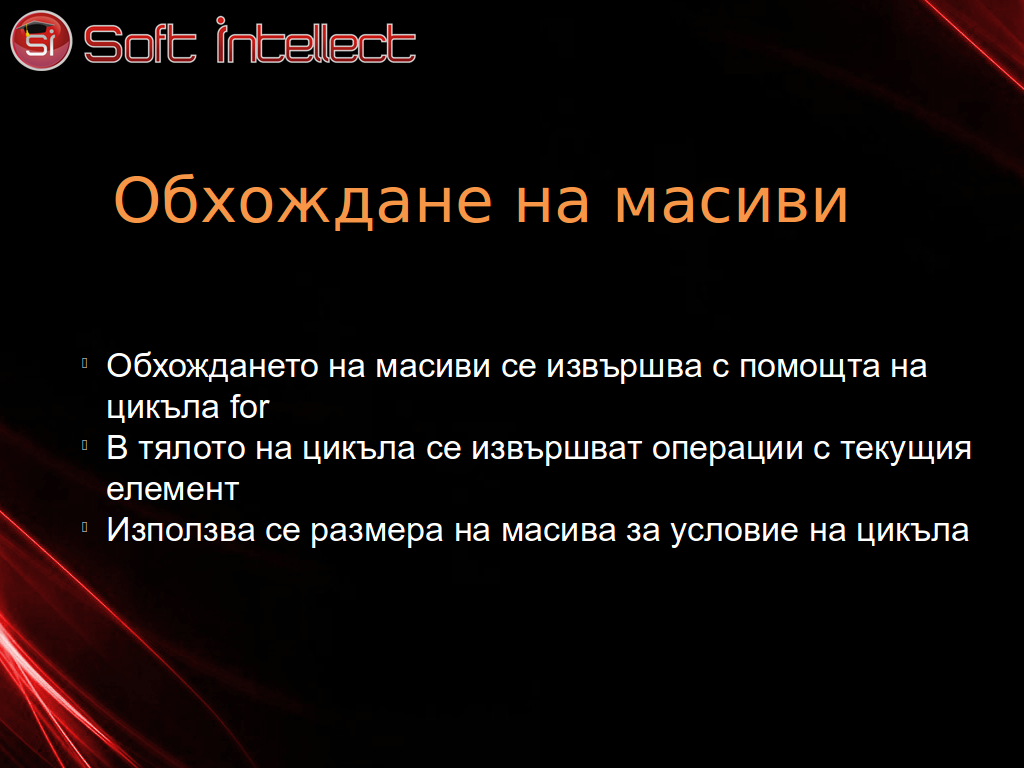 Si Soft Intellect
Обхождане на масиви
Обхождането на масиви се извършва с помощта на
цикъла for
В тялото на цикъла се извършват операции с текущия
елемент
Използва се размера на масива за условие на цикъла